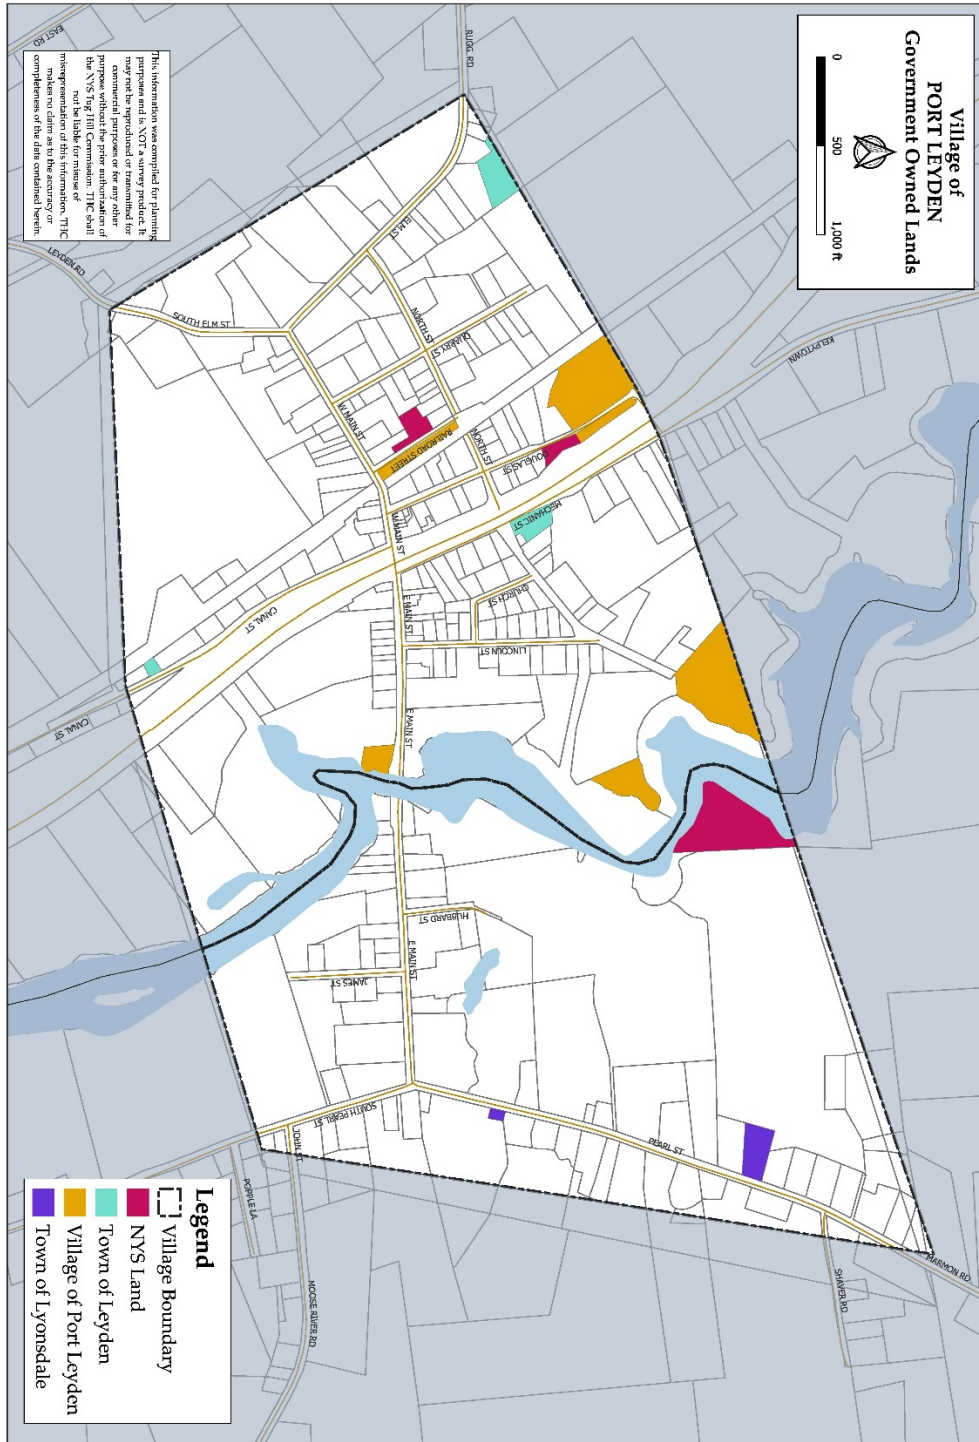 Village of
PORT LEYDEN
Government Owned Lands
0 500 1,000 ft
This information was compiled for planning
purposes and is NOT a survey product. It
may not be reproduced or transmitted for
commercial purposes or for any other
purpose without the prior authorization of
the NYS Tug Hill Commission. THC shall
not be liable for misuse of
misrepresentation of this information. THC
makes no claim as to the accuracy or
completeness of the data contained herein.
EAST RD
RUGG RD
LEYDEN RD
SOUTH ELM ST
ELM ST
NORTH ST
QUARRY ST
W MAIN ST
RAILROAD STREET
NORTH ST
DOUGLAS ST
KELPYTOWN
MECHANIC ST
W MAIN ST
CANAL ST
CANAL ST
E MAIN ST
CHURCH ST
LINCOLN ST
E MAIN ST
HUBBARD ST
E MAIN ST
JAMES ST
SOUTH PEARL ST
PEARL ST
JOHN ST
POPPLE LA
MOOSE RIVER RD
SHAVER RD
HARMON RD
Legend
Village Boundary
NYS Land
Town of Leyden
Village of Port Leyden
Town of Lyonsdale